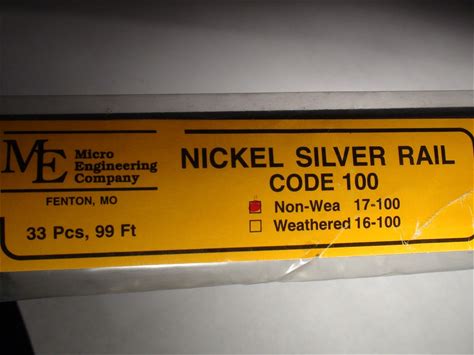 ME Micro
Engineering
Company
FENTON, MO
33 Pcs, 99 Ft
NICKEL SILVER RAIL
CODE 100
Non-Wea 17-100
Weathered 16-100